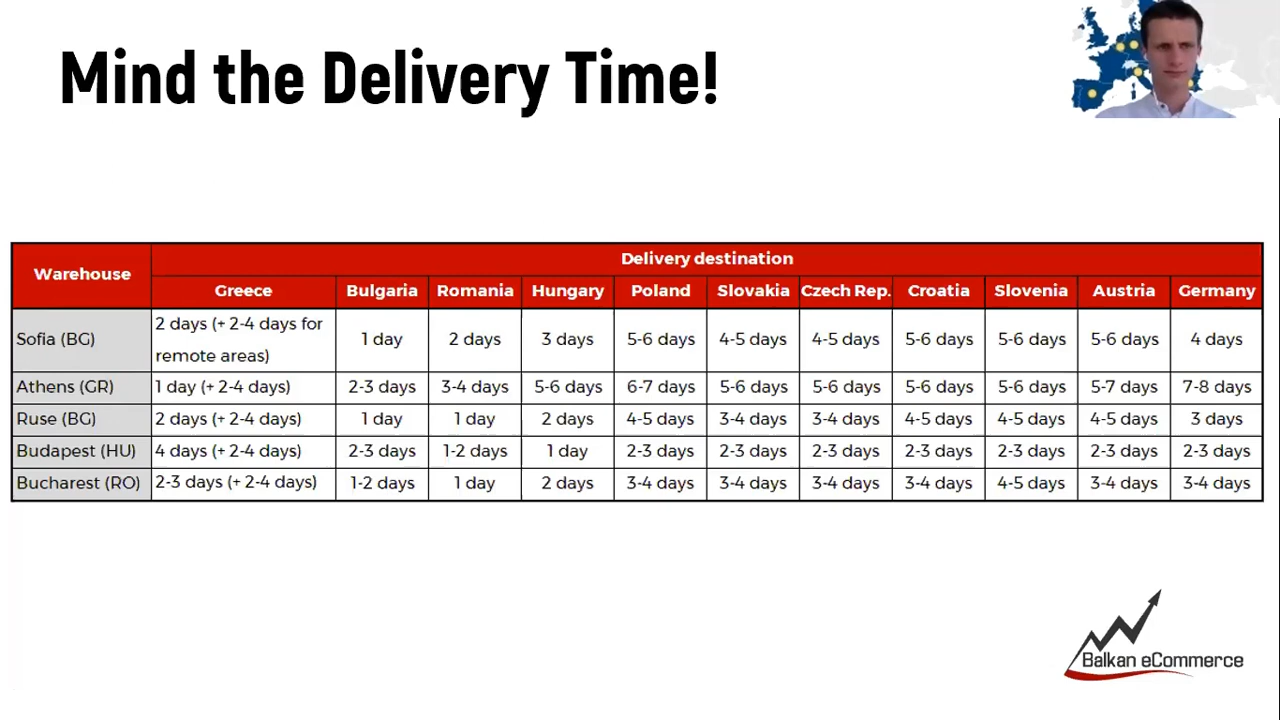 Mind the Delivery Time!
Warehouse
Delivery destination
Greece Bulgaria Romania Hungary Poland Slovakia Czech Rep. Croatia Slovenia Austria Germany
Sofia (BG) 2 days (+ 2-4 days for remote areas) 1 day 2 days 3 days 5-6 days 4-5 days 4-5 days 5-6 days 5-6 days 5-6 days 4 days
Athens (GR) 1 day (+ 2-4 days) 2-3 days 3-4 days 5-6 days 6-7 days 5-6 days 5-6 days 5-6 days 5-6 days 5-7 days 7-8 days
Ruse (BG) 2 days (+ 2-4 days) 1 day 1 day 2 days 4-5 days 3-4 days 3-4 days 4-5 days 4-5 days 4-5 days 3 days
Budapest (HU) 4 days (+ 2-4 days) 2-3 days 1-2 days 1 day 2-3 days 2-3 days 2-3 days 2-3 days 2-3 days 2-3 days 2-3 days
Bucharest (RO) 2-3 days (+ 2-4 days) 1-2 days 1 day 2 days 3-4 days 3-4 days 3-4 days 3-4 days 4-5 days 3-4 days 3-4 days
Balkan eCommerce